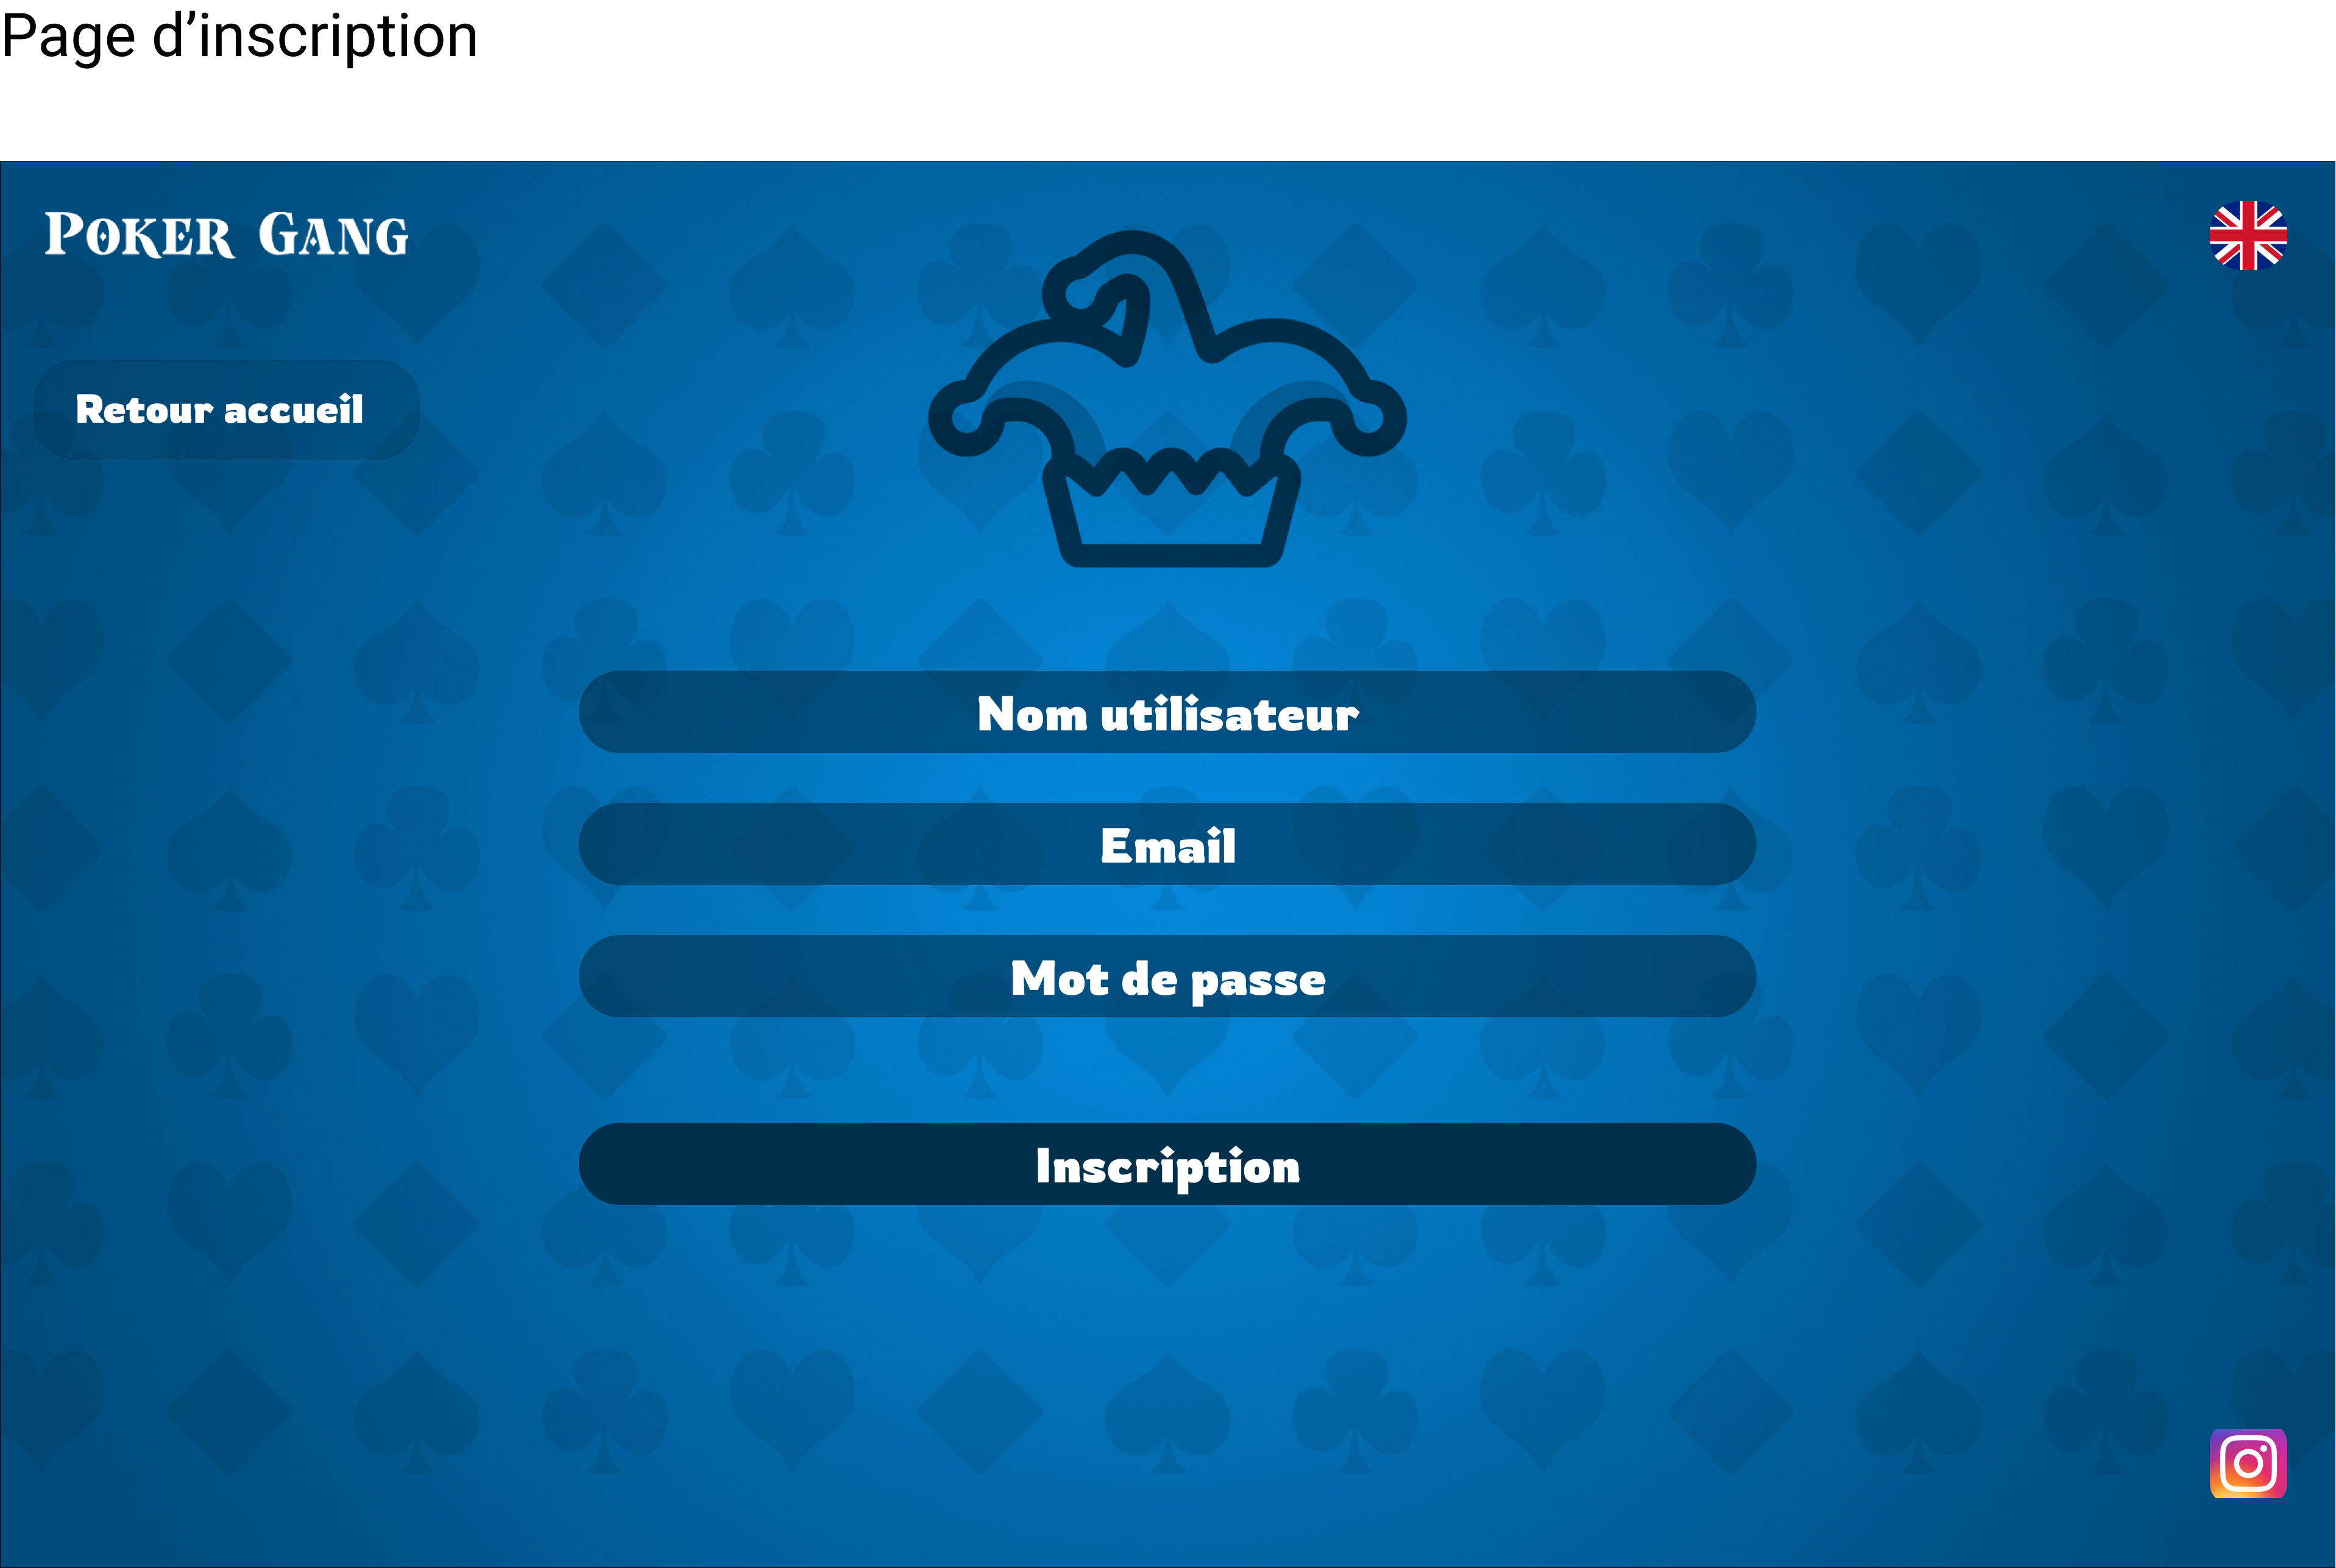 Page d’inscription
POKER GANG
Retour accueil
Nom utilisateur
Email
Mot de passe
Inscription